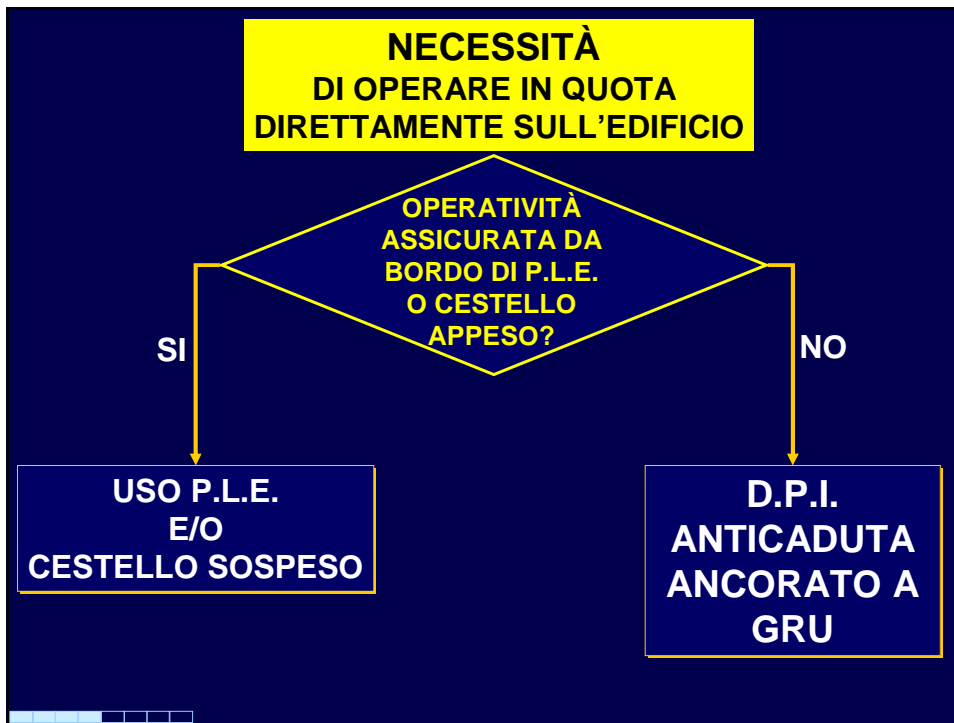 NECESSITÀ
DI OPERARE IN QUOTA
DIRETTAMENTE SULL'EDIFICIO
OPERATIVITÀ
ASSICURATA DA
BORDO DI P.L.E.
O CESTELLO
APPESO?
SI
NO
USO P.L.E.
E/O
CESTELLO SOSPESO
D.P.I.
ANTICADUTA
ANCORATO A
GRU